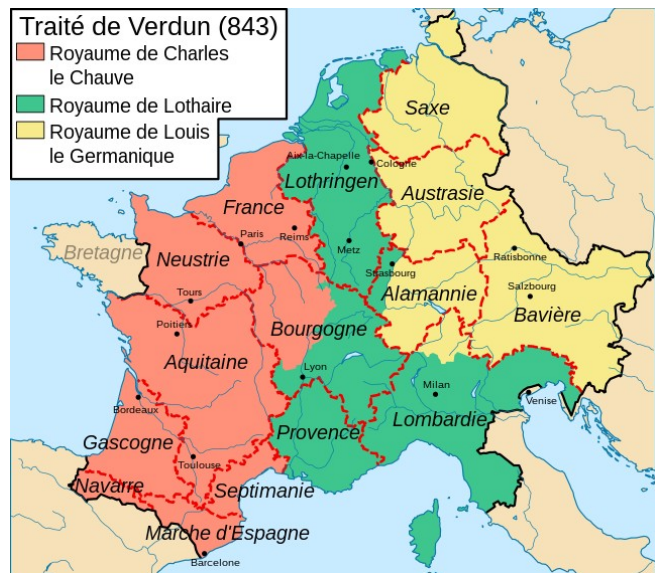 Traité de Verdun (843)
Royaume de Charles
le Chauve
Royaume de Lothaire
Royaume de Louis
le Germanique
Saxe
Aix-la-Chapelle
Cologne
Lothringen
Austrasie
France
Paris
Reims
Metz
Bretagne
Neustrie
Strasbourg
Ratisbonne
Tours
Alamannie
Salzbourg
Bavière
Poitiers
Bourgogne
Aquitaine
Lyon
Milan
Venise
Bordeaux
Lombardie
Provence
Gascogne
Toulouse
Navarre
Septimanie
Marche d'Espagne
Barcelone